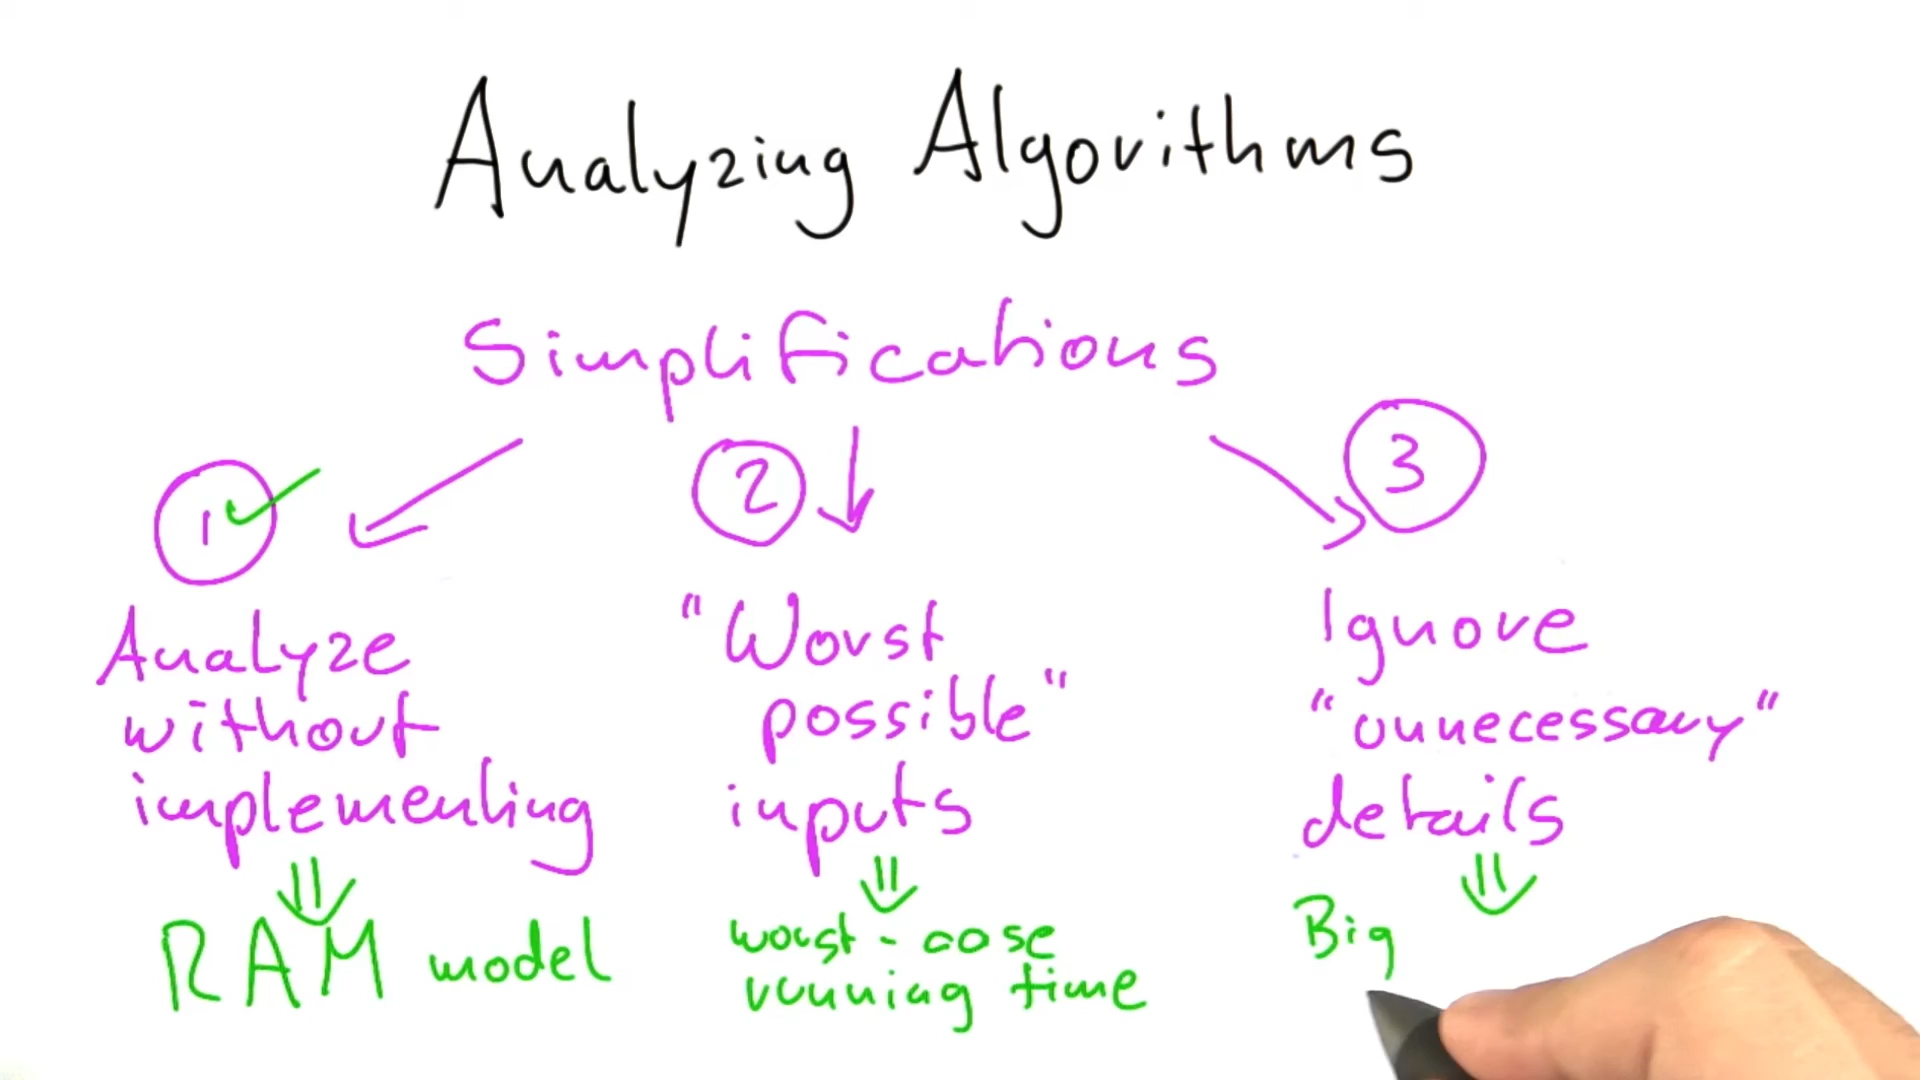 Analyzing Algorithms
Simplifications
1
Analyze
without
implementing
RAM model
2
"Worst
possible"
inputs
worst-case
running time
3
Ignore
"unnecessary"
details
Big